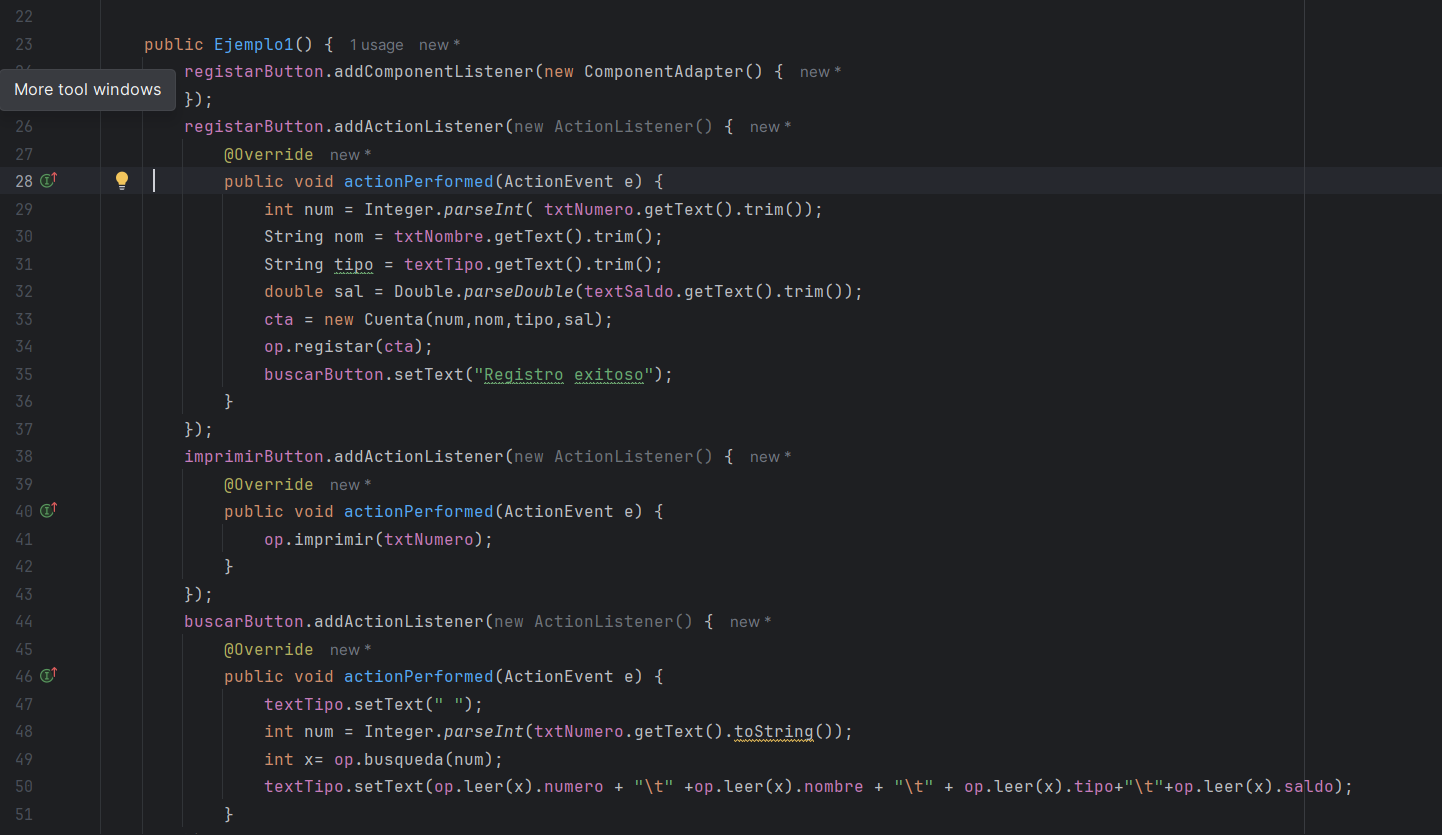 22
23 public Ejemplo1() { 1 usage new *
registarButton.addComponentListener(new ComponentAdapter() { new *
More tool windows
});
26 registarButton.addActionListener(new ActionListener() { new *
27 @Override new *
28 public void actionPerformed(ActionEvent e) {
29 int num = Integer.parseInt( txtNumero.getText().trim());
30 String nom = txtNombre.getText().trim();
31 String tipo = textTipo.getText().trim();
32 double sal = Double.parseDouble(textSaldo.getText().trim());
33 cta = new Cuenta(num,nom,tipo,sal);
34 op.registar(cta);
35 buscarButton.setText("Registro exitoso");
36 }
37 });
38 imprimirButton.addActionListener(new ActionListener() { new *
39 @Override new *
40 public void actionPerformed(ActionEvent e) {
41 op.imprimir(txtNumero);
42 }
43 });
44 buscarButton.addActionListener(new ActionListener() { new *
45 @Override new *
46 public void actionPerformed(ActionEvent e) {
47 textTipo.setText(" ");
48 int num = Integer.parseInt(txtNumero.getText().toString());
49 int x= op.busqueda(num);
50 textTipo.setText(op.leer(x).numero + "\t" +op.leer(x).nombre + "\t" + op.leer(x).tipo+"\t"+op.leer(x).saldo);
51 }